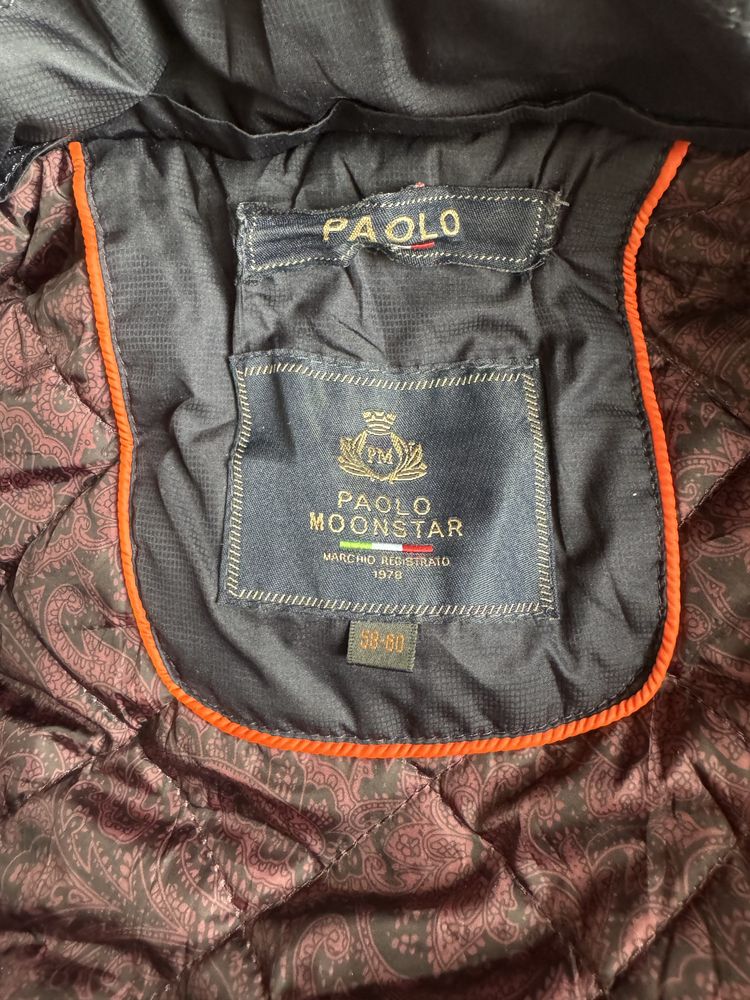 PAOLO
PM
PAOLO
MOONSTAR
MARCHIO REGISTRATO
1978
58-60